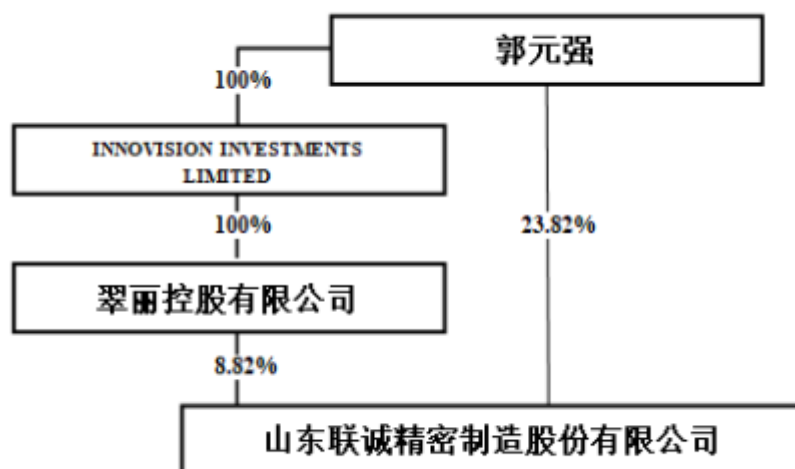 郭元强
100%
INNOVISION INVESTMENTS
LIMITED
100%
23.82%
翠丽控股有限公司
8.82%
山东联诚精密制造股份有限公司